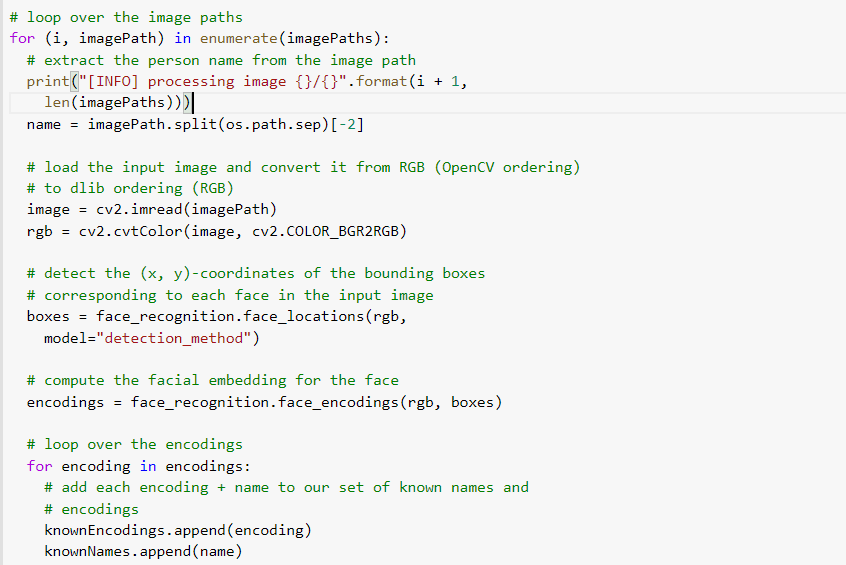 # loop over the image paths
for (i, imagePath) in enumerate(imagePaths):
  # extract the person name from the image path
  print("[INFO] processing image {}/{}".format(i + 1,
    len(imagePaths)))
  name = imagePath.split(os.path.sep)[-2]

  # load the input image and convert it from RGB (OpenCV ordering)
  # to dlib ordering (RGB)
  image = cv2.imread(imagePath)
  rgb = cv2.cvtColor(image, cv2.COLOR_BGR2RGB)

  # detect the (x, y)-coordinates of the bounding boxes
  # corresponding to each face in the input image
  boxes = face_recognition.face_locations(rgb,
    model="detection_method")

  # compute the facial embedding for the face
  encodings = face_recognition.face_encodings(rgb, boxes)

  # loop over the encodings
  for encoding in encodings:
    # add each encoding + name to our set of known names and
    # encodings
    knownEncodings.append(encoding)
    knownNames.append(name)